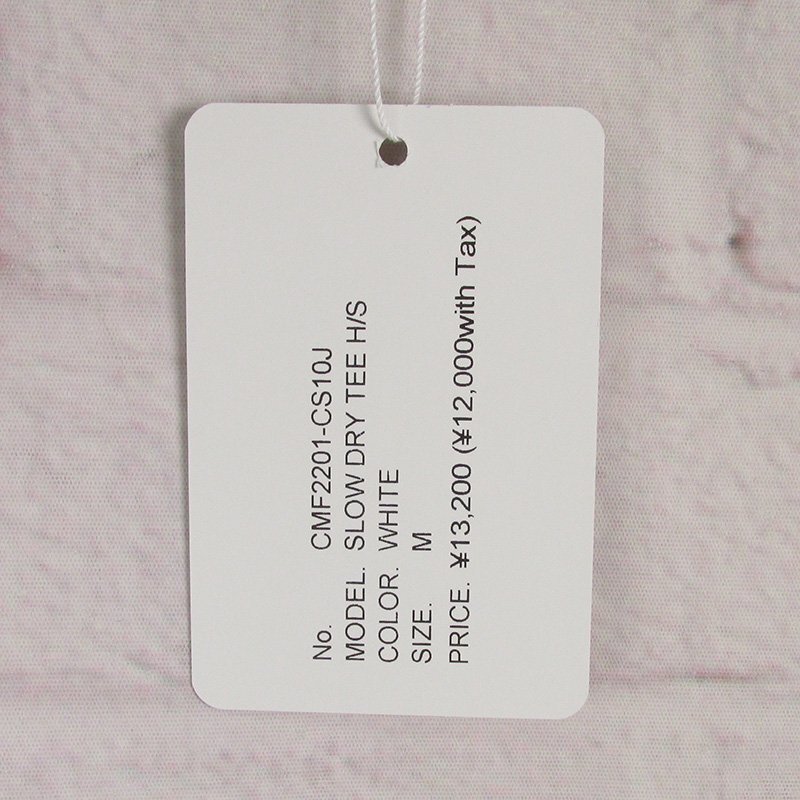 No. CMF2201-CS10J
MODEL. SLOW DRY TEE H/S
COLOR. WHITE
SIZE. M
PRICE. ¥13,200 (¥12,000with Tax)